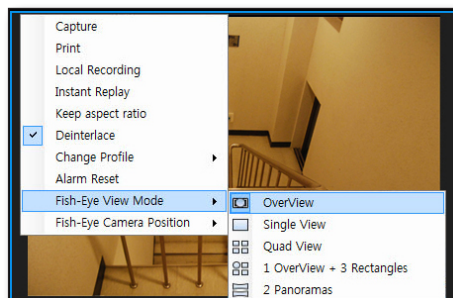 Capture
Print
Local Recording
Instant Replay
Keep aspect ratio
Deinterlace
Change Profile
Alarm Reset
Fish-Eye View Mode
Fish-Eye Camera Position
OverView
Single View
Quad View
1 OverView + 3 Rectangles
2 Panoramas